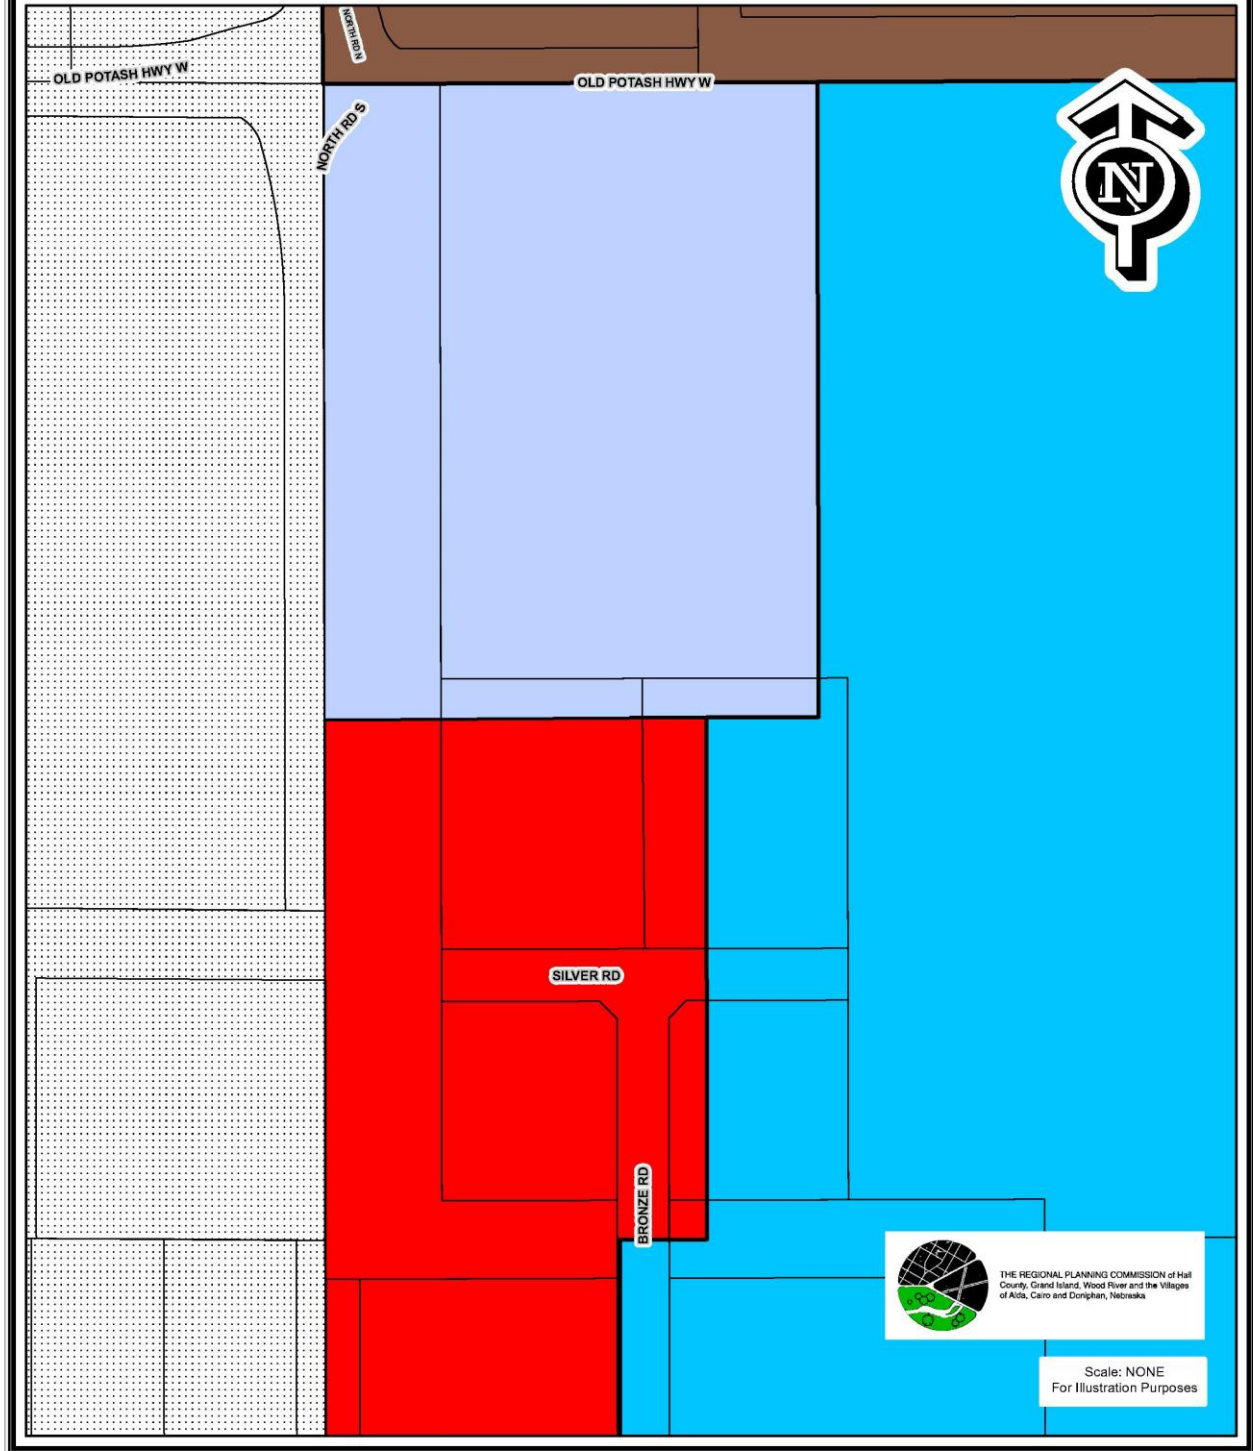 NORTH RD N
OLD POTASH HWY W
OLD POTASH HWY W
NORTH RD S
N
SILVER RD
BRONZE RD
THE REGIONAL PLANNING COMMISSION of Hall
County, Grand Island, Wood River and the Villages
of Alda, Cairo and Doniphan, Nebraska
Scale: NONE
For Illustration Purposes